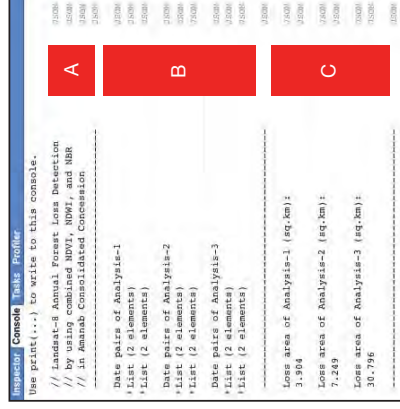 Inspector Console Tasks Profiler
Use print(...) to write to this console.
// Landsat-8 Annual Forest Loss Detection
// by using combined NDVI, NDWI, and NBR
// in Amanab Consolidated Concession
A
Date pairs of Analysis-1
List (2 elements)
List (2 elements)
Date pairs of Analysis-2
List (2 elements)
List (2 elements)
Date pairs of Analysis-3
List (2 elements)
List (2 elements)
B
Loss area of Analysis-1 (sq.km):
3.904
Loss area of Analysis-2 (sq.km):
7.249
Loss area of Analysis-3 (sq.km):
30.796
C